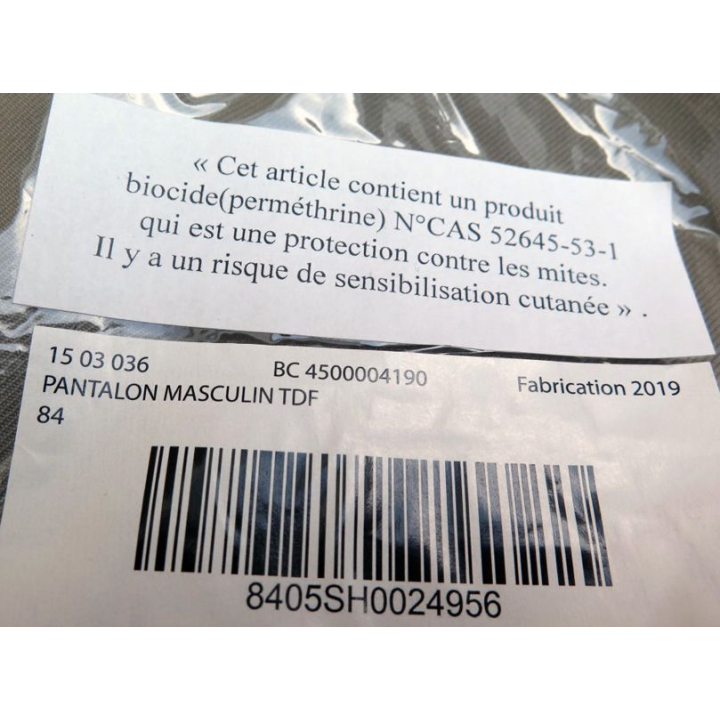 « Cet article contient un produit
biocide(perméthrine) N°CAS 52645-53-1
qui est une protection contre les mites.
Il y a un risque de sensibilisation cutanée » .
15 03 036 BC 4500004190 Fabrication 2019
PANTALON MASCULIN TDF
84
8405SH0024956